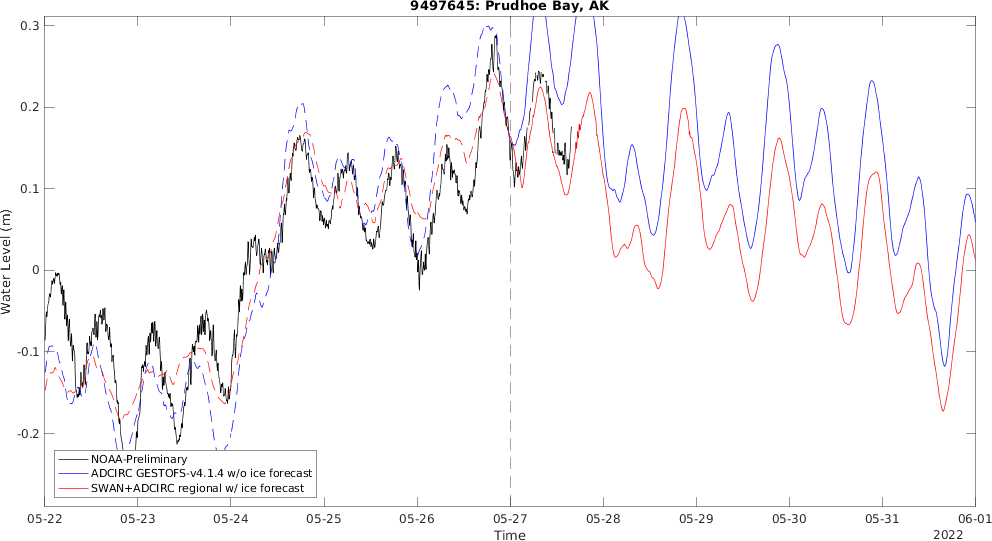 9497645: Prudhoe Bay, AK
0.3
0.2
0.1
0
-0.1
-0.2
Water Level (m)
NOAA-Preliminary
ADCIRC GESTOFS-v4.1.4 w/o ice forecast
SWAN+ADCIRC regional w/ ice forecast
05-22 05-23 05-24 05-25 05-26 05-27 05-28 05-29 05-30 05-31 06-01
Time
2022